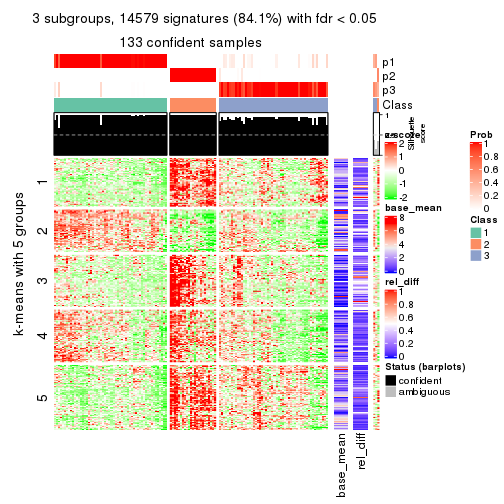 3 subgroups, 14579 signatures (84.1%) with fdr < 0.05
133 confident samples
p1
p2
p3
Class
1
Silhouette
score
k-means with 5 groups
1
2
3
4
5
base_mean
rel_diff
z-score
2
1
0
-1
-2
base_mean
8
6
4
2
0
rel_diff
1
0.8
0.6
0.4
0.2
0
Status (barplots)
confident
ambiguous
Prob
1
0.8
0.6
0.4
0.2
0
Class
1
2
3